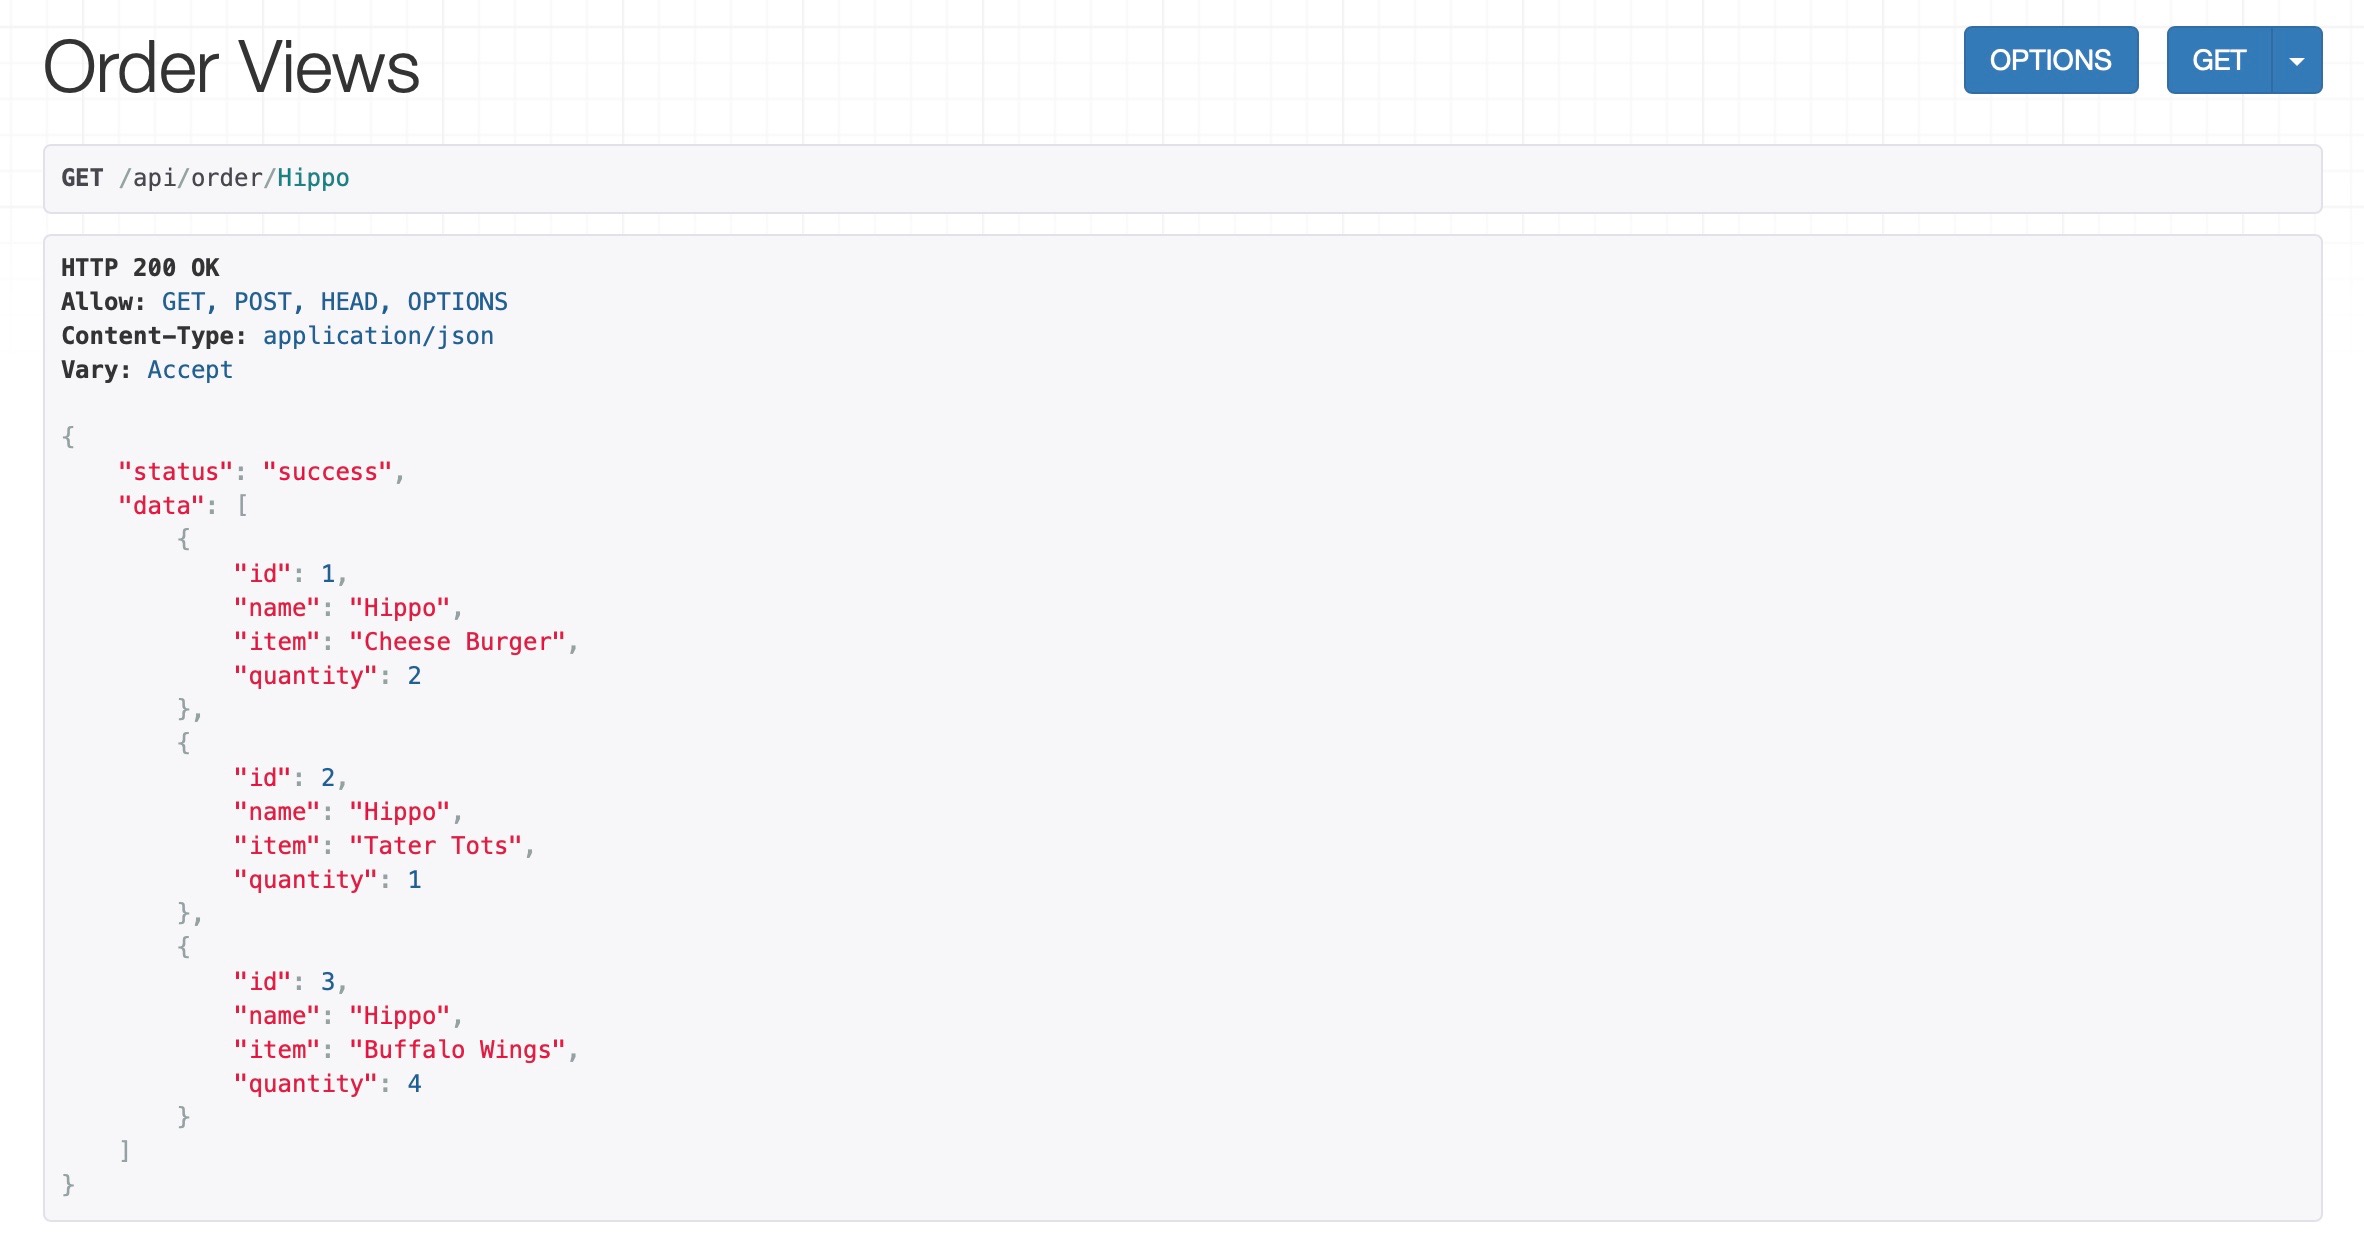 Order Views
OPTIONS
GET
GET /api/order/Hippo
HTTP 200 OK
Allow: GET, POST, HEAD, OPTIONS
Content-Type: application/json
Vary: Accept
{
    "status": "success",
    "data": [
        {
            "id": 1,
            "name": "Hippo",
            "item": "Cheese Burger",
            "quantity": 2
        },
        {
            "id": 2,
            "name": "Hippo",
            "item": "Tater Tots",
            "quantity": 1
        },
        {
            "id": 3,
            "name": "Hippo",
            "item": "Buffalo Wings",
            "quantity": 4
        }
    ]
}